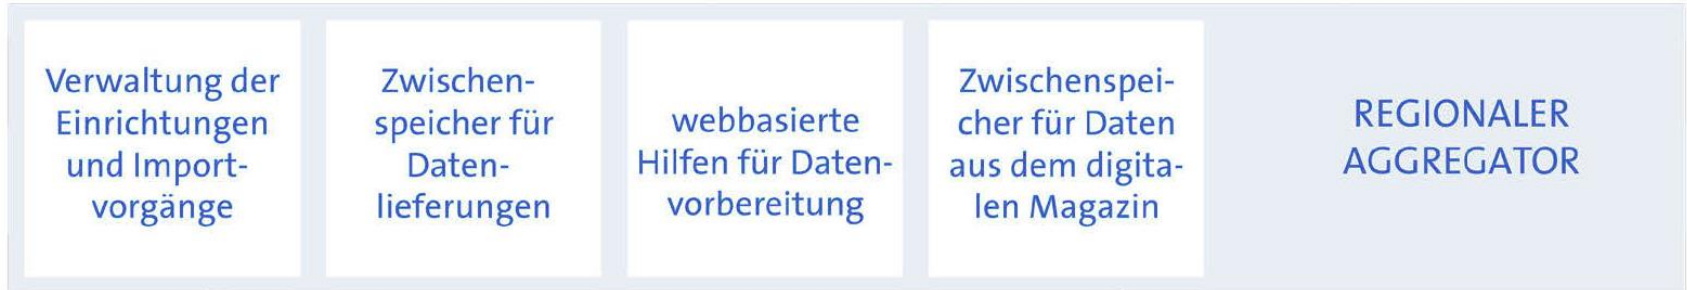 Verwaltung der
Einrichtungen
und Import-
vorgänge
Zwischen-
speicher für
Daten-
lieferungen
webbasierte
Hilfen für Daten-
vorbereitung
Zwischenspei-
cher für Daten
aus dem digita-
len Magazin
REGIONALER
AGGREGATOR